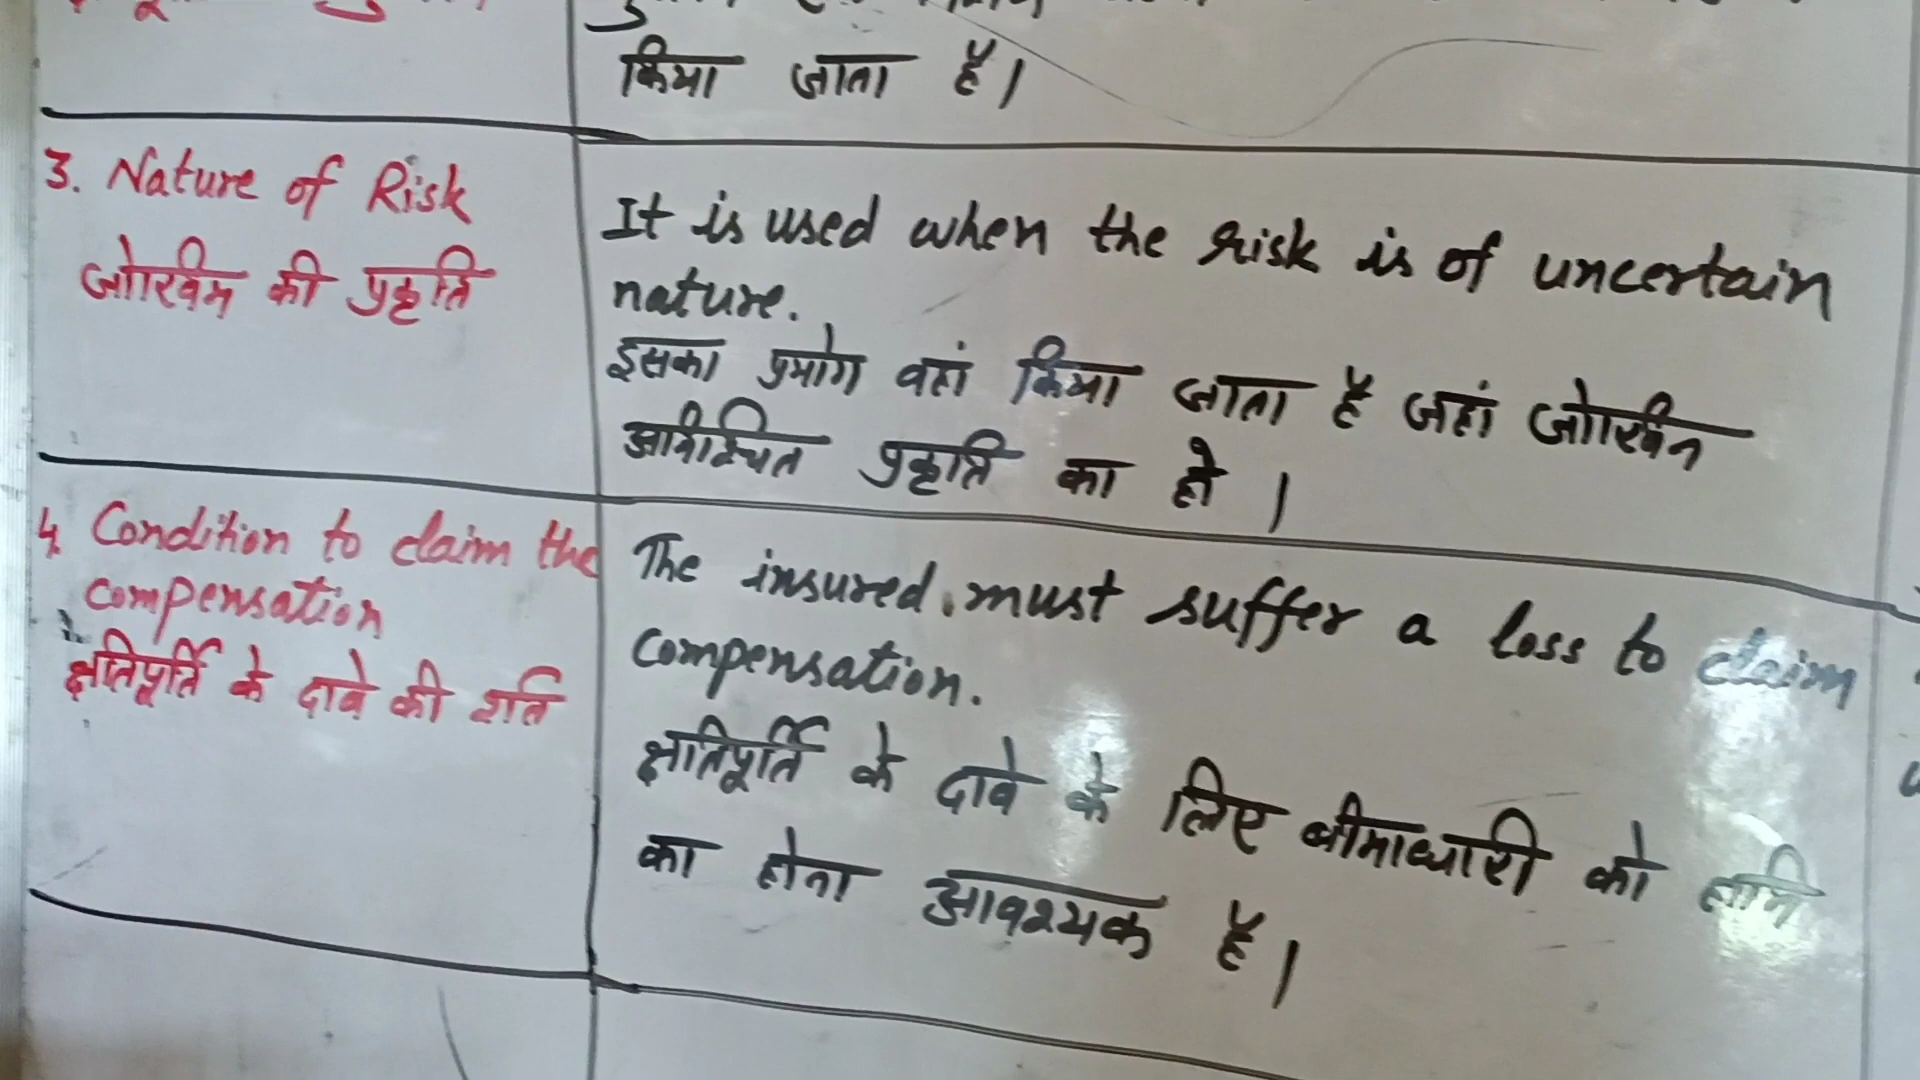 किया जाता है।
3. Nature of Risk
जोखिम की प्रकृति
It is used when the risk is of uncertain
nature.
इसका प्रयोग वहां किया जाता है जहां जोखिम
अनिश्चित प्रकृति का हो।
4. Condition to claim the
compensation
क्षतिपूर्ति के दावे की शर्त
The insured must suffer a loss to claim
compensation.
क्षतिपूर्ति के दावे के लिए बीमाधारी को हानि
का होना आवश्यक है।